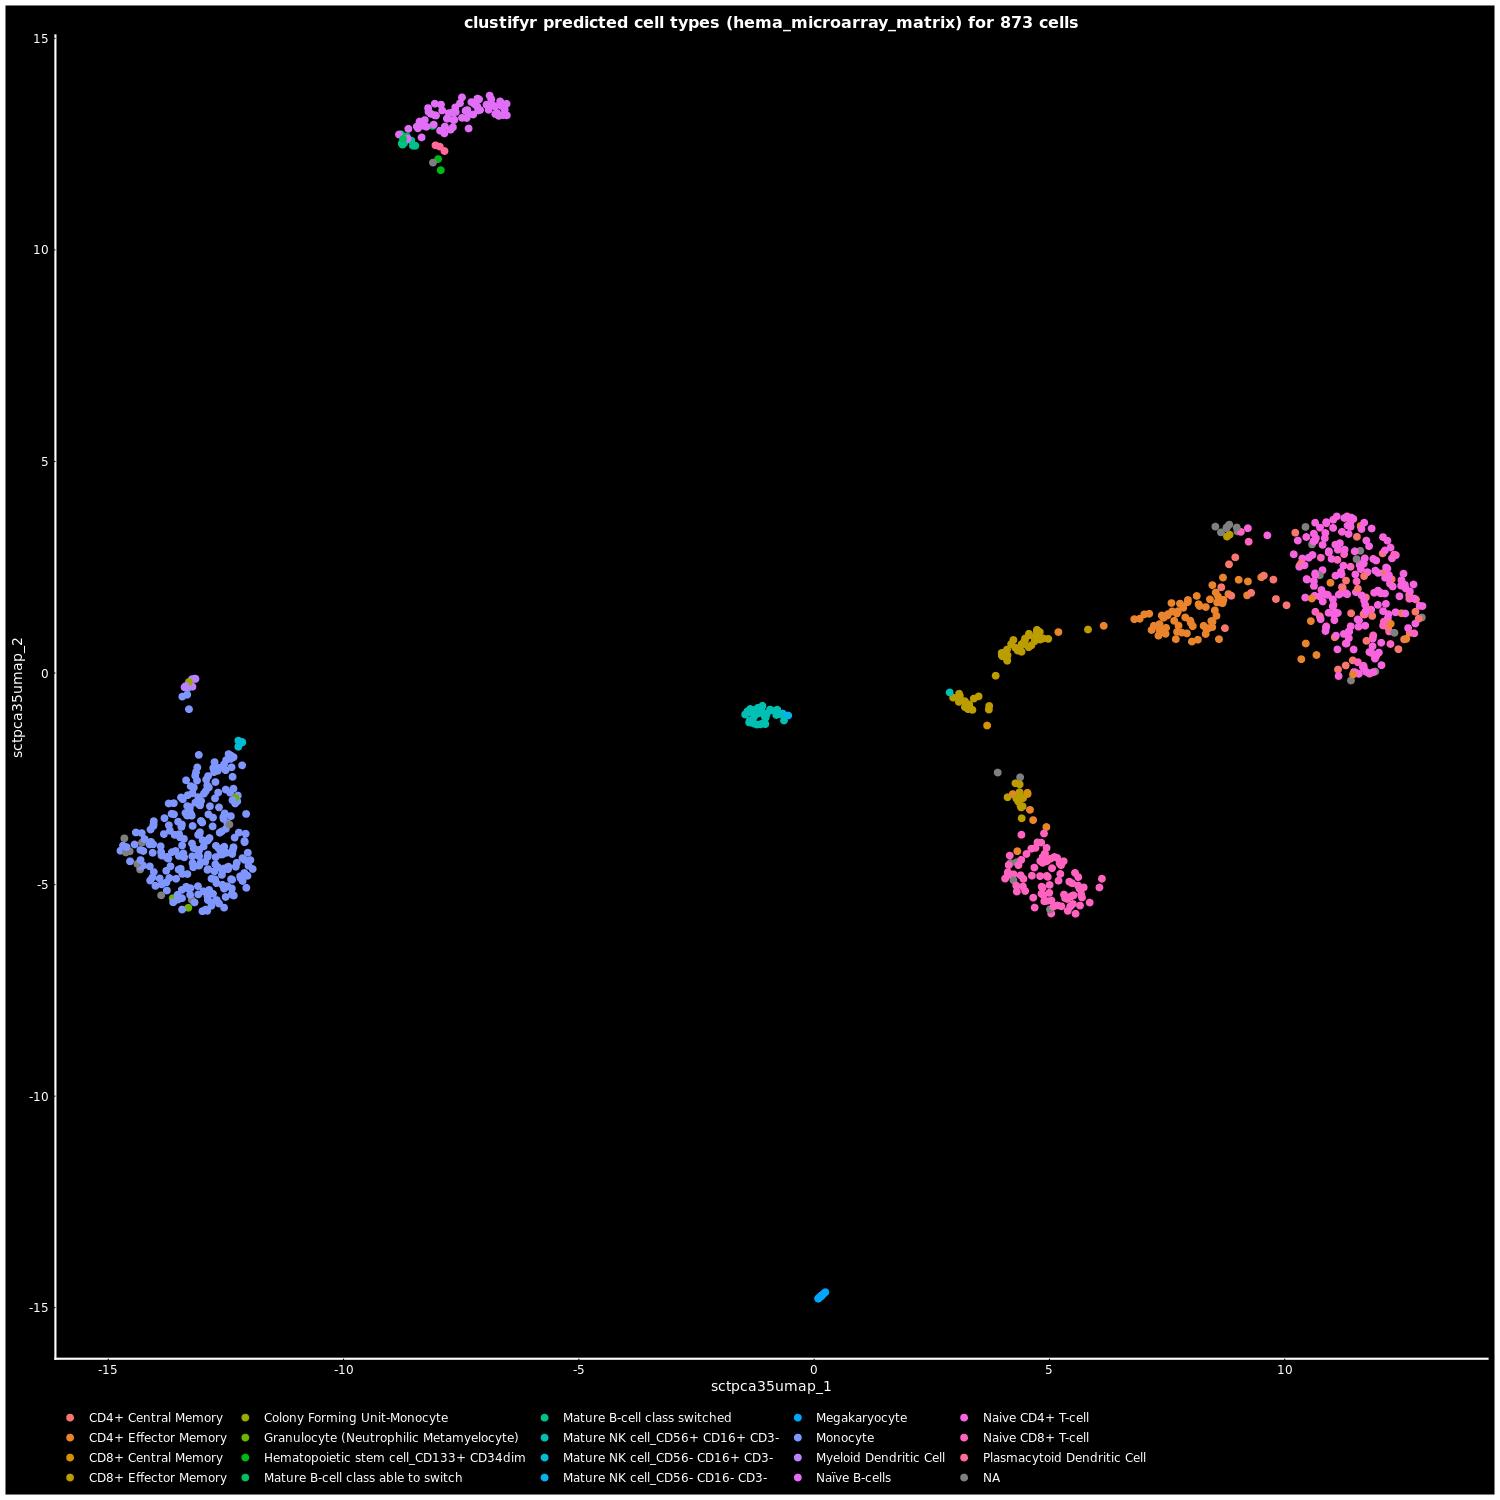 clustifyr predicted cell types (hema_microarray_matrix) for 873 cells
15
10
5
0
-5
-10
-15
sctpca35umap_2
-15 -10 -5 0 5 10
sctpca35umap_1
CD4+ Central Memory Colony Forming Unit-Monocyte Mature B-cell class switched Megakaryocyte Naive CD4+ T-cell
CD4+ Effector Memory Granulocyte (Neutrophilic Metamyelocyte) Mature NK cell_CD56+ CD16+ CD3- Monocyte Naive CD8+ T-cell
CD8+ Central Memory Hematopoietic stem cell_CD133+ CD34dim Mature NK cell_CD56- CD16+ CD3- Myeloid Dendritic Cell Plasmacytoid Dendritic Cell
CD8+ Effector Memory Mature B-cell class able to switch Mature NK cell_CD56- CD16- CD3- Naïve B-cells NA